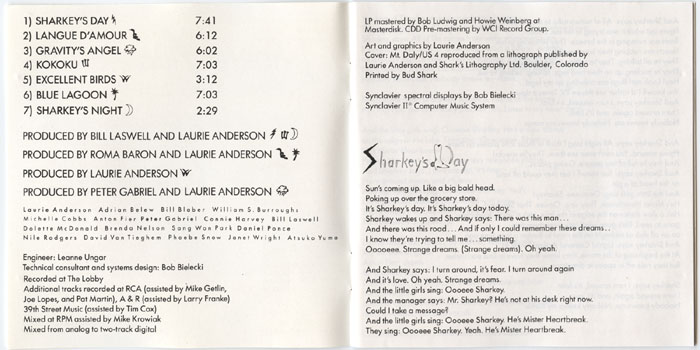 1) SHARKEY'S DAY 7:41
2) LANGUE D'AMOUR 6:12
3) GRAVITY'S ANGEL 6:02
4) KOKOKU 7:03
5) EXCELLENT BIRDS 3:12
6) BLUE LAGOON 7:03
7) SHARKEY'S NIGHT 2:29
PRODUCED BY BILL LASWELL AND LAURIE ANDERSON
PRODUCED BY ROMA BARON AND LAURIE ANDERSON
PRODUCED BY LAURIE ANDERSON
PRODUCED BY PETER GABRIEL AND LAURIE ANDERSON
Laurie Anderson Adrian Belew Bill Blaber William S. Burroughs
Michelle Cobbs Anton Fier Peter Gabriel Connie Harvey Bill Laswell
Dolette McDonald Brenda Nelson Sang Won Park Daniel Ponce
Nile Rodgers David Van Tieghem Phoebe Snow Janet Wright Atsuko Yuma
Engineer: Leanne Ungar
Technical consultant and systems design: Bob Bielecki
Recorded at The Lobby
Additional tracks recorded at RCA (assisted by Mike Getlin,
Joe Lopes, and Pat Martin), A & R (assisted by Larry Franke)
39th Street Music (assisted by Tim Cox)
Mixed at RPM assisted by Mike Krowiak
Mixed from analog to two-track digital
LP mastered by Bob Ludwig and Howie Weinberg at
Masterdisk. CDD Pre-mastering by WCI Record Group.
Art and graphics by Laurie Anderson
Cover: Mt. Daly/US 4 reproduced from a lithograph published by
Laurie Anderson and Shark's Lithography Ltd. Boulder, Colorado
Printed by Bud Shark
Synclavier spectral displays by Bob Bielecki
Synclavier II® Computer Music System
Sharkey's Day
Sun's coming up. Like a big bald head.
Poking up over the grocery store.
It's Sharkey's day. It's Sharkey's day today.
Sharkey wakes up and Sharkey says: There was this man...
And there was this road... And if only I could remember these dreams...
I know they're trying to tell me... something.
Ooooeee. Strange dreams. (Strange dreams). Oh yeah.
And Sharkey says: I turn around, it's fear. I turn around again
And it's love. Oh yeah. Strange dreams.
And the little girls sing: Ooooee Sharkey.
And the manager says: Mr. Sharkey? He's not at his desk right now.
Could I take a message?
And the little girls sing: Ooooeee Sharkey. He's Mister Heartbreak.
They sing: Ooooeee Sharkey. Yeah. He's Mister Heartbreak.